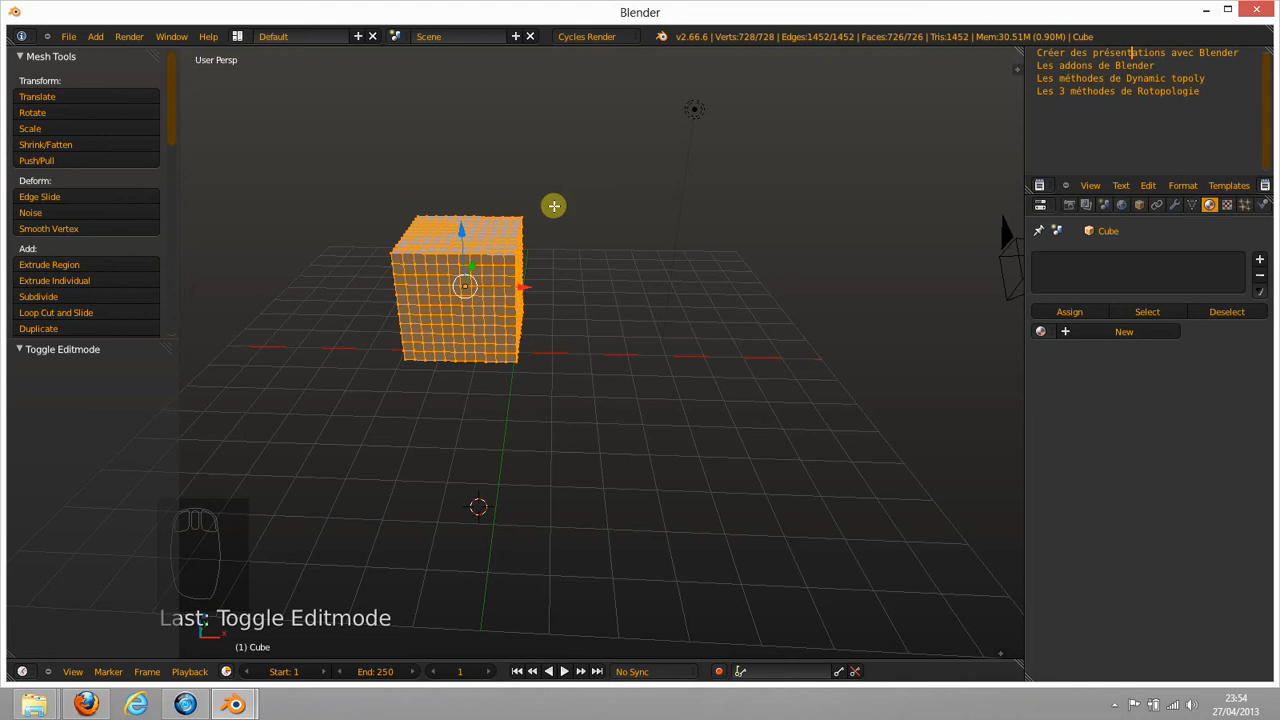 Blender
File Add Render Window Help Default Scene Cycles Render v2.66.6 | Verts:728/728 | Edges:1452/1452 | Faces:726/726 | Tris:1452 | Mem:30.51M (0.90M) | Cube
Mesh Tools
Transform:
Translate
Rotate
Scale
Shrink/Fatten
Push/Pull
Deform:
Edge Slide
Noise
Smooth Vertex
Add:
Extrude Region
Extrude Individual
Subdivide
Loop Cut and Slide
Duplicate
Toggle Editmode
User Persp
Last: Toggle Editmode
x
(1) Cube
Créer des présentations avec Blender
Les addons de Blender
Les méthodes de Dynamic topoly
Les 3 méthodes de Rotopologie
View Text Edit Format Templates
Cube
Assign Select Deselect
New
View Marker Frame Playback Start: 1 End: 250 1 No Sync
23:54
27/04/2013